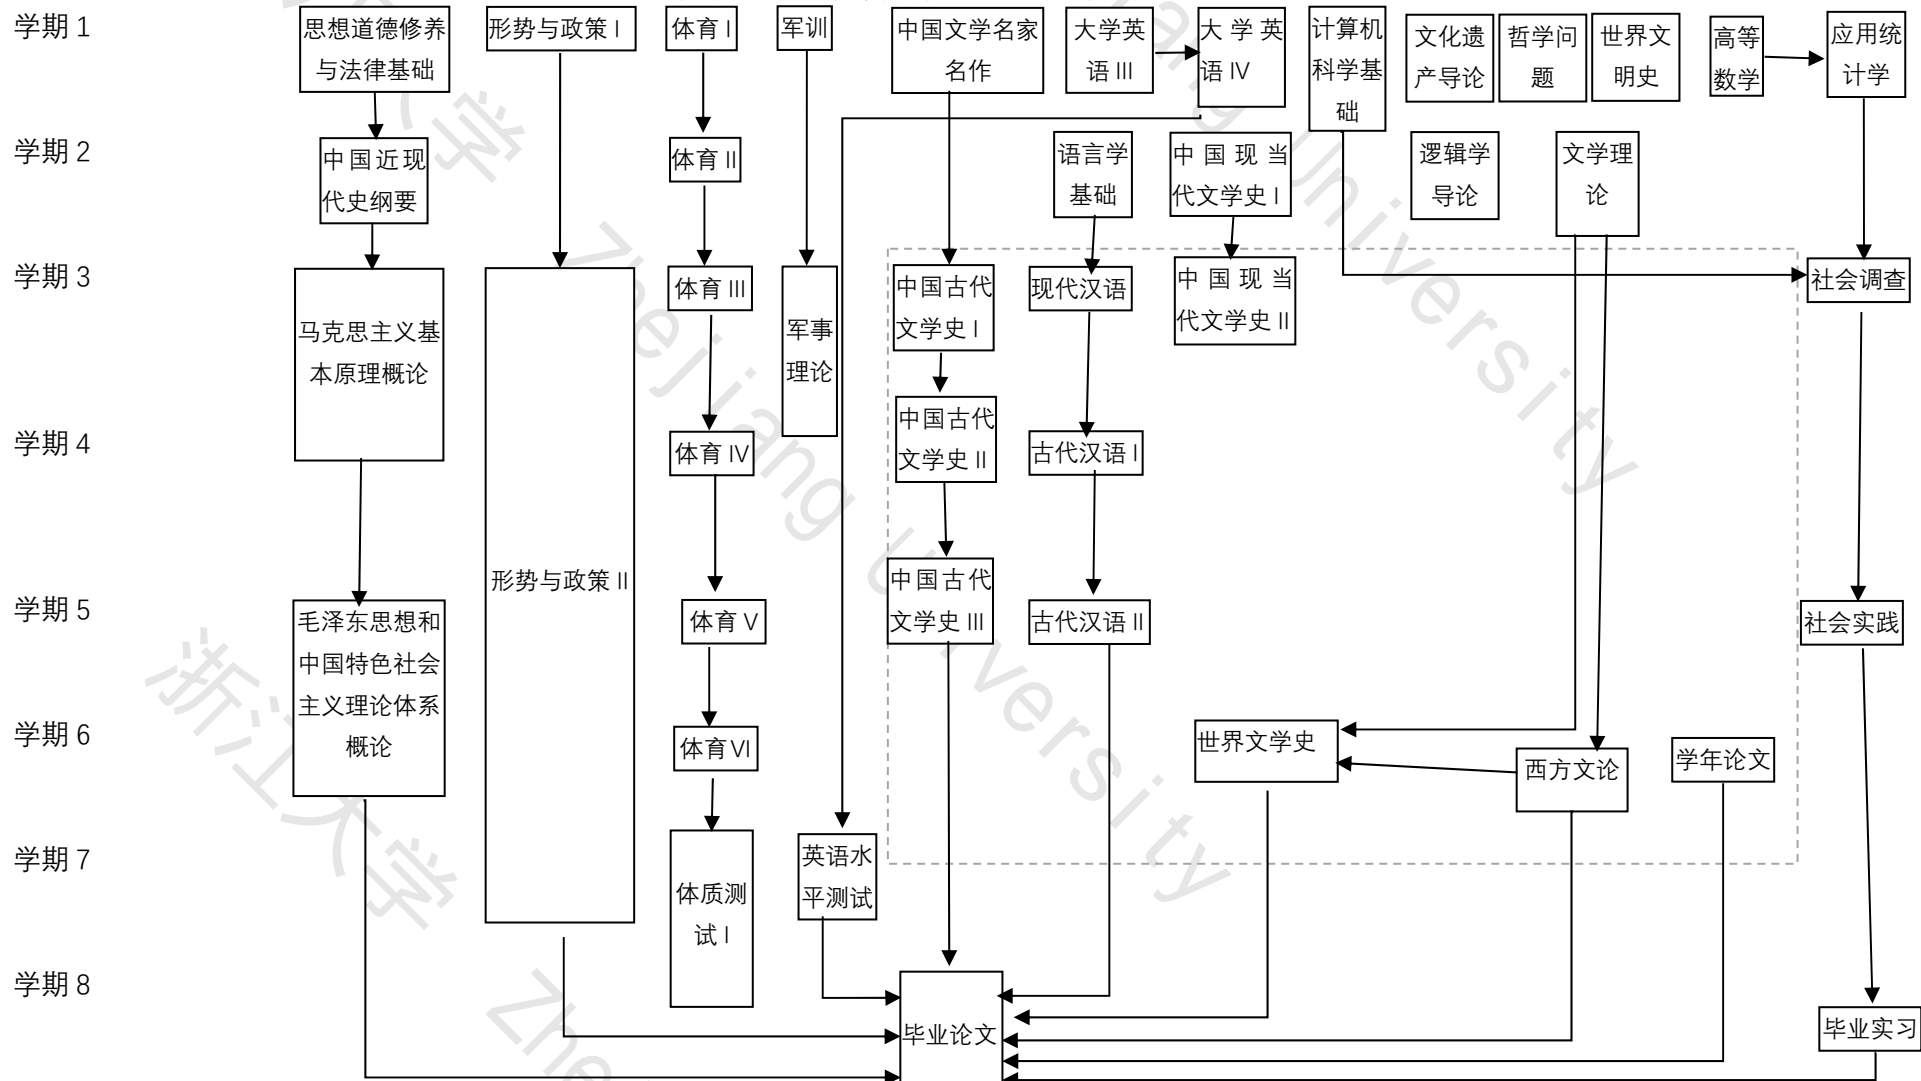 学期 1
思想道德修养
与法律基础
形势与政策 I
体育 I
军训
中国文学名家
名作
大学英
语 III
大 学 英
语 IV
计算机
科学基
础
文化遗
产导论
哲学问
题
世界文
明史
高等
数学
应用统
计学
学期 2
中国近现
代史纲要
体育 II
语言学
基础
中 国 现 当
代文学史 I
逻辑学
导论
文学理
论
学期 3
马克思主义基
本原理概论
形势与政策 II
体育 III
军事
理论
中国古代
文学史 I
现代汉语
中 国 现 当
代文学史 II
社会调查
学期 4
体育 IV
中国古代
文学史 II
古代汉语 I
学期 5
毛泽东思想和
中国特色社会
主义理论体系
概论
体育 V
中国古代
文学史 III
古代汉语 II
社会实践
学期 6
体育 VI
世界文学史
西方文论
学年论文
学期 7
体质测
试 I
英语水
平测试
学期 8
毕业论文
毕业实习
大学
Zhejiang University
浙江大学
Zhe
ang University